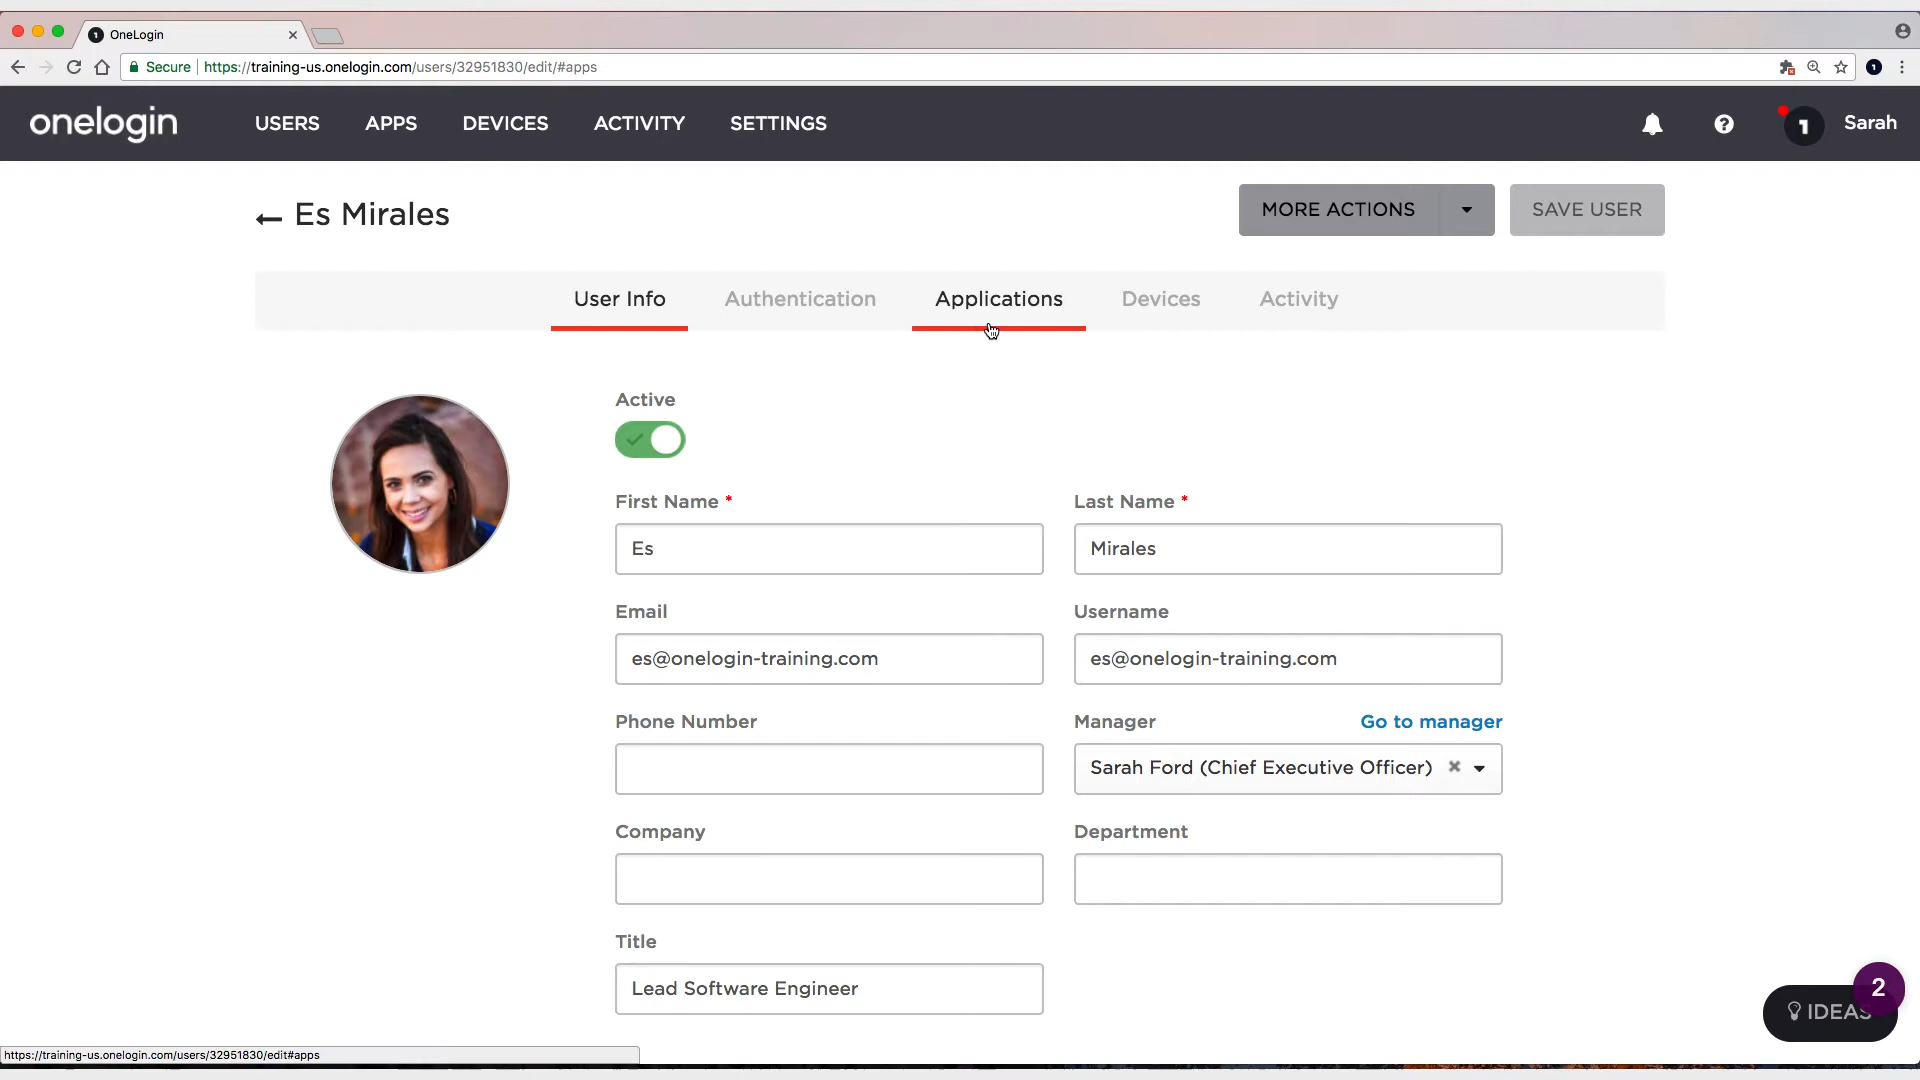 OneLogin
Secure https://training-us.onelogin.com/users/32951830/edit/#apps
onelogin USERS APPS DEVICES ACTIVITY SETTINGS 1 Sarah
Es Mirales MORE ACTIONS SAVE USER
User Info Authentication Applications Devices Activity
Active
First Name * Last Name *
Es Mirales
Email Username
es@onelogin-training.com es@onelogin-training.com
Phone Number Manager Go to manager
Sarah Ford (Chief Executive Officer)
Company Department
Title
Lead Software Engineer
2
IDEAS
https://training-us.onelogin.com/users/32951830/edit#apps